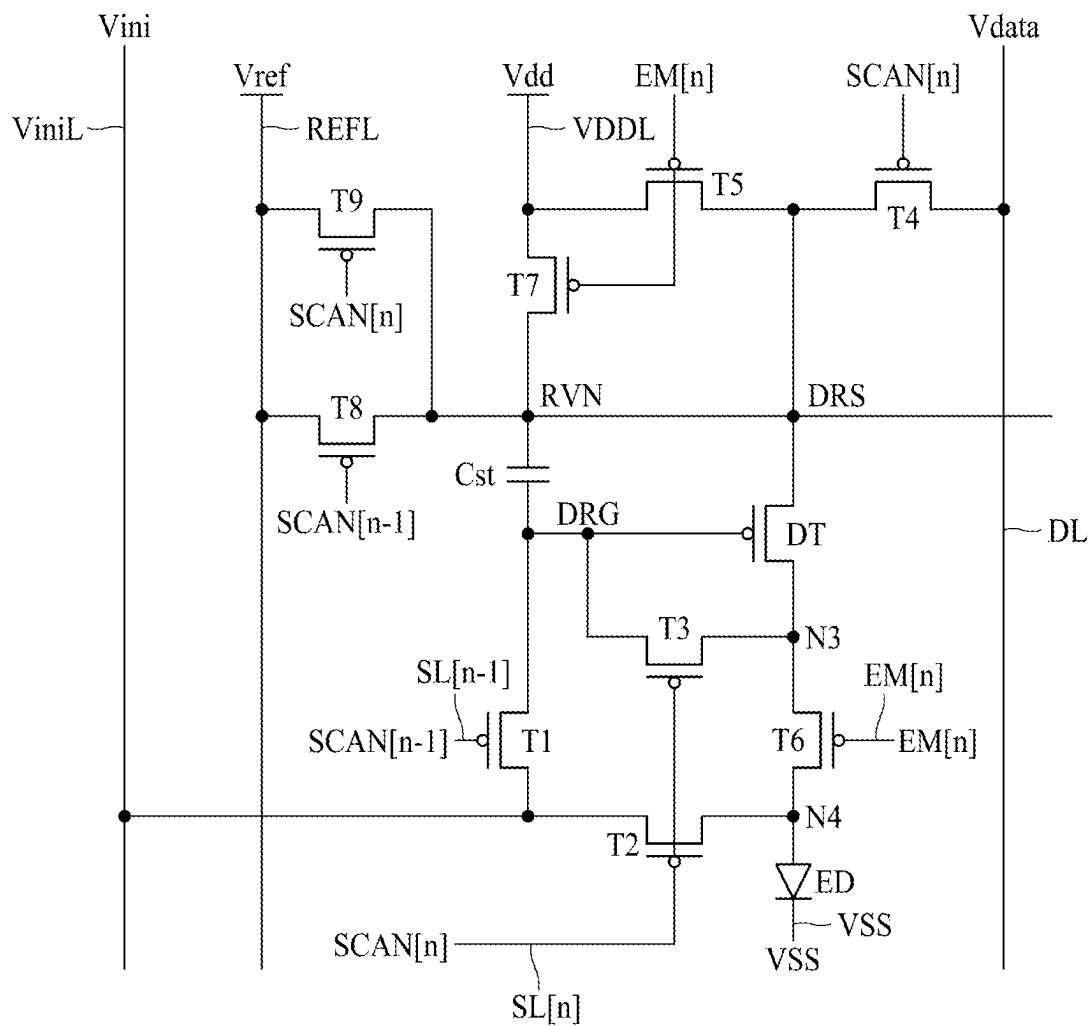 Vini
Vdata
Vref
Vdd
EM[n]
SCAN[n]
ViniL
REFL
VDDL
T9
T5
T4
T7
SCAN[n]
RVN
DRS
T8
Cst
SCAN[n-1]
DRG
DT
DL
T3
N3
SL[n-1]
EM[n]
SCAN[n-1]
T1
T6
EM[n]
T2
N4
ED
VSS
SCAN[n]
VSS
SL[n]